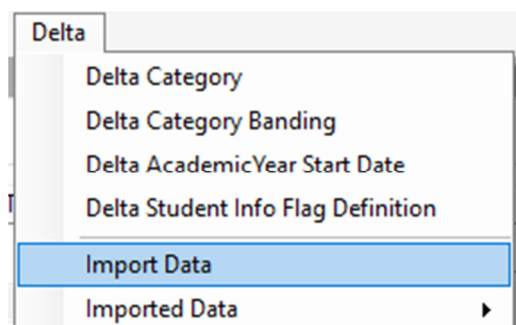 Delta
Delta Category
Delta Category Banding
Delta AcademicYear Start Date
Delta Student Info Flag Definition
Import Data
Imported Data